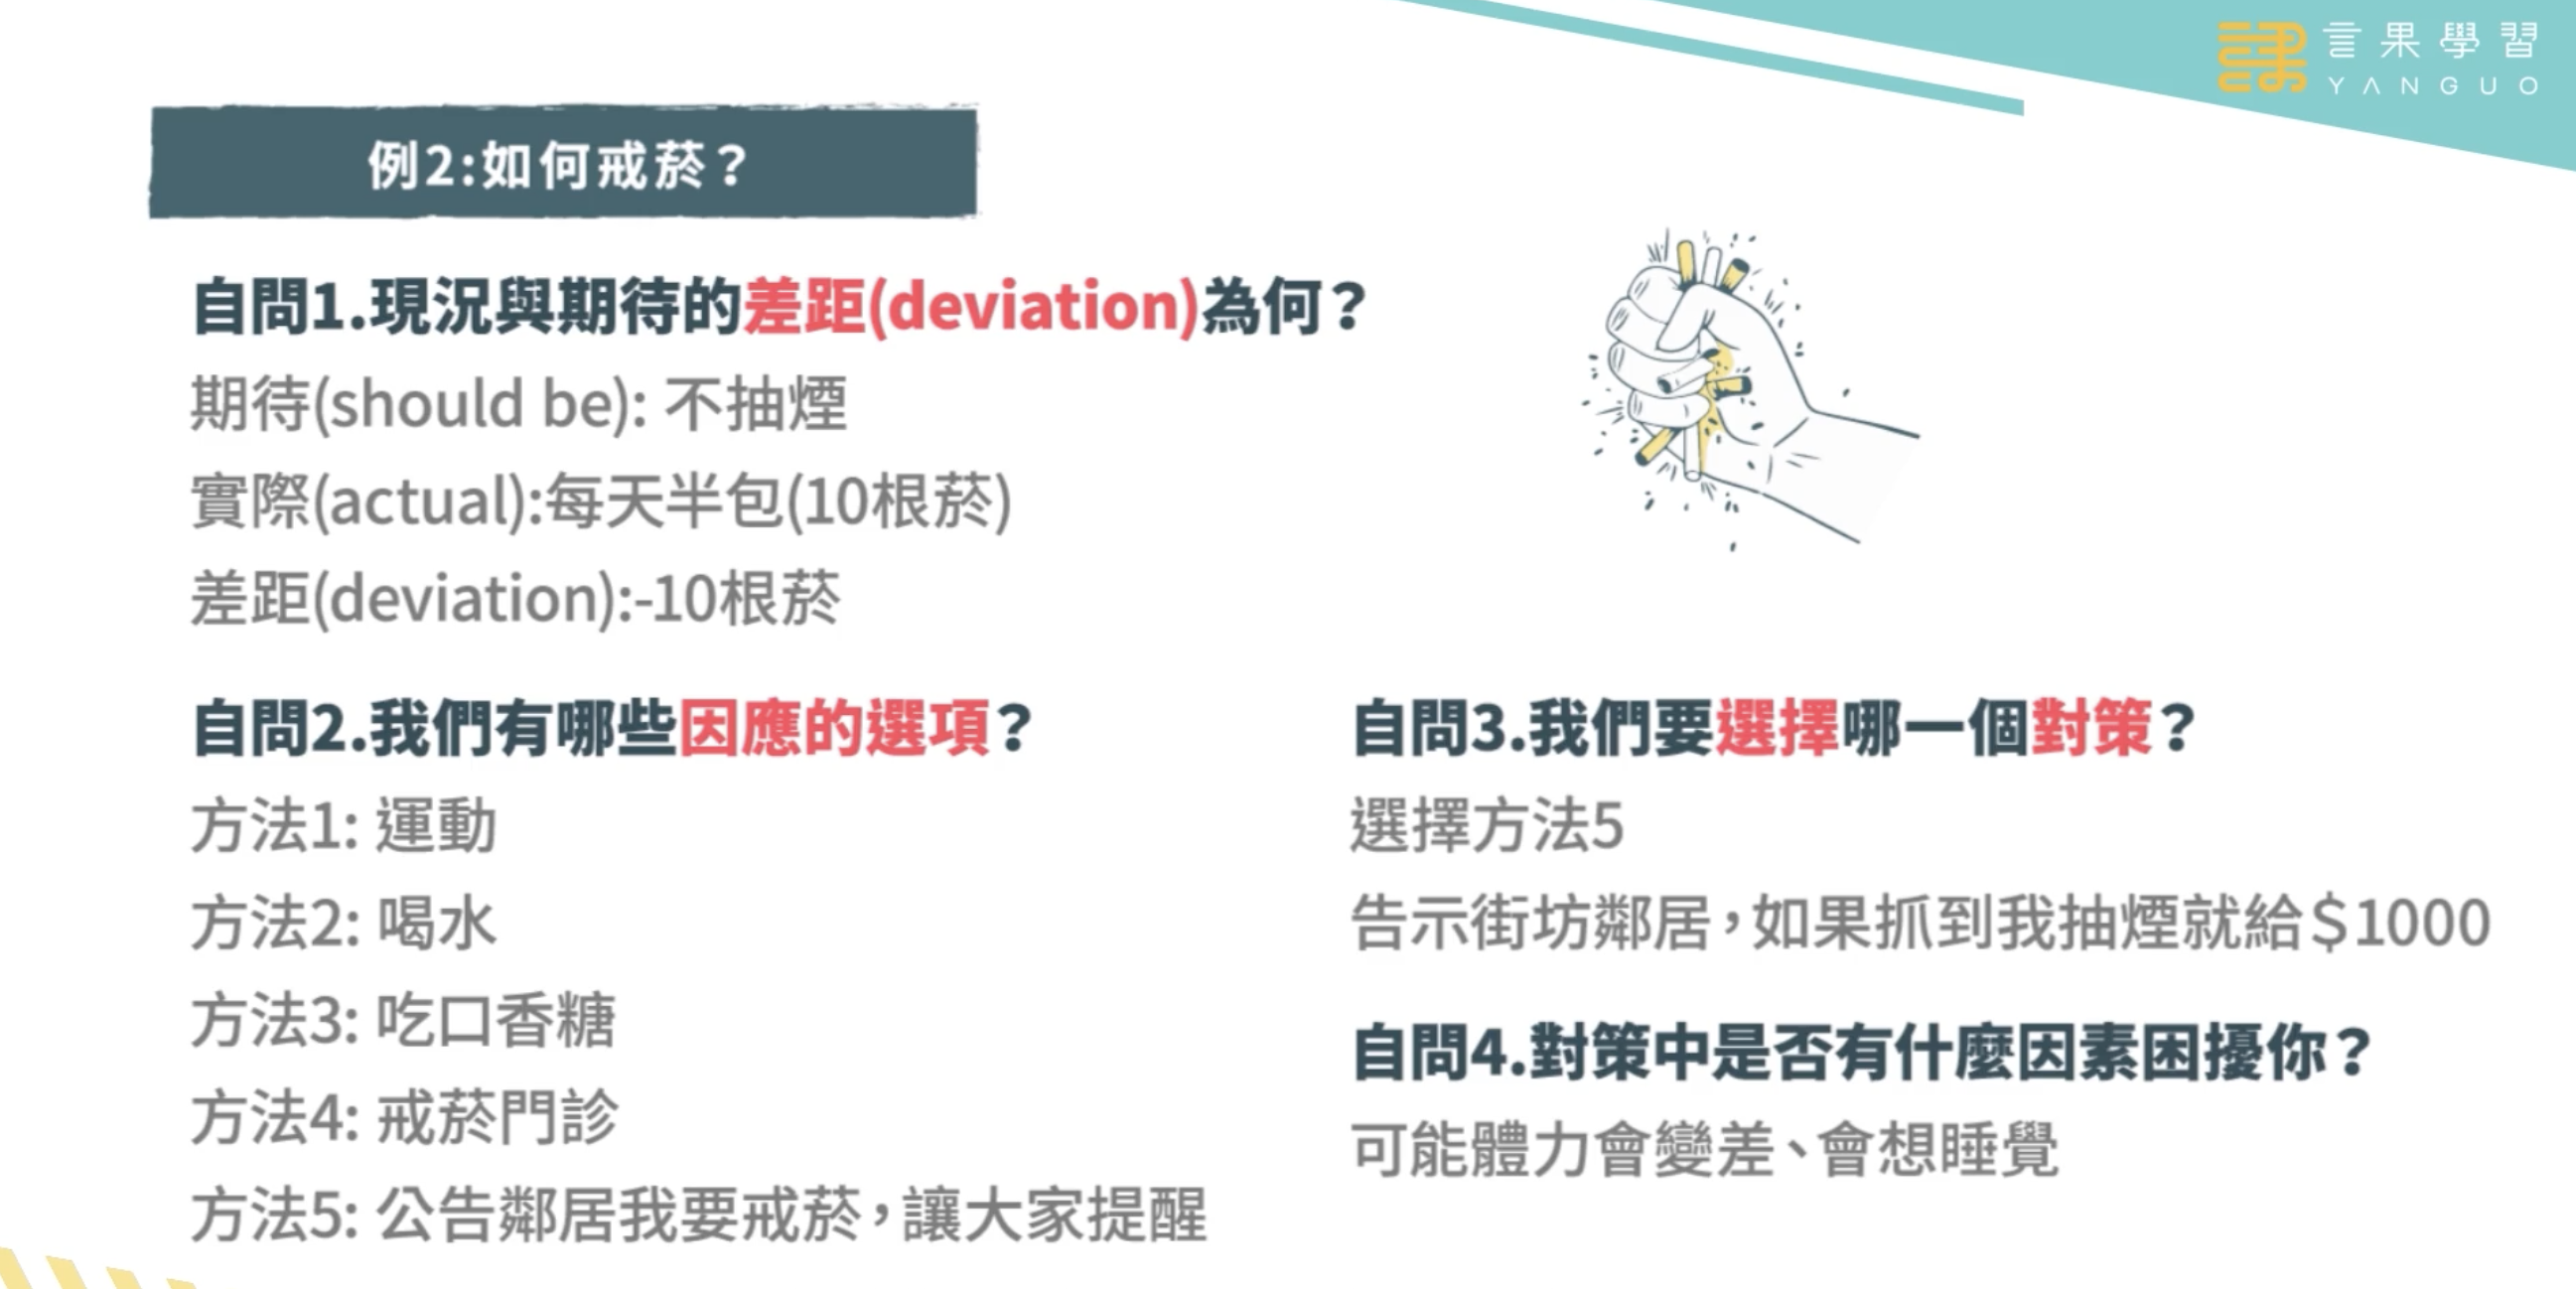 言果學習
YANGUO
例2:如何戒菸？
自問1.現況與期待的差距(deviation)為何？
期待(should be): 不抽煙
實際(actual):每天半包(10根菸)
差距(deviation):-10根菸
自問2.我們有哪些因應的選項？
方法1: 運動
方法2: 喝水
方法3: 吃口香糖
方法4: 戒菸門診
方法5: 公告鄰居我要戒菸，讓大家提醒
自問3.我們要選擇哪一個對策？
選擇方法5
告示街坊鄰居，如果抓到我抽煙就給＄1000
自問4.對策中是否有什麼因素困擾你？
可能體力會變差、會想睡覺